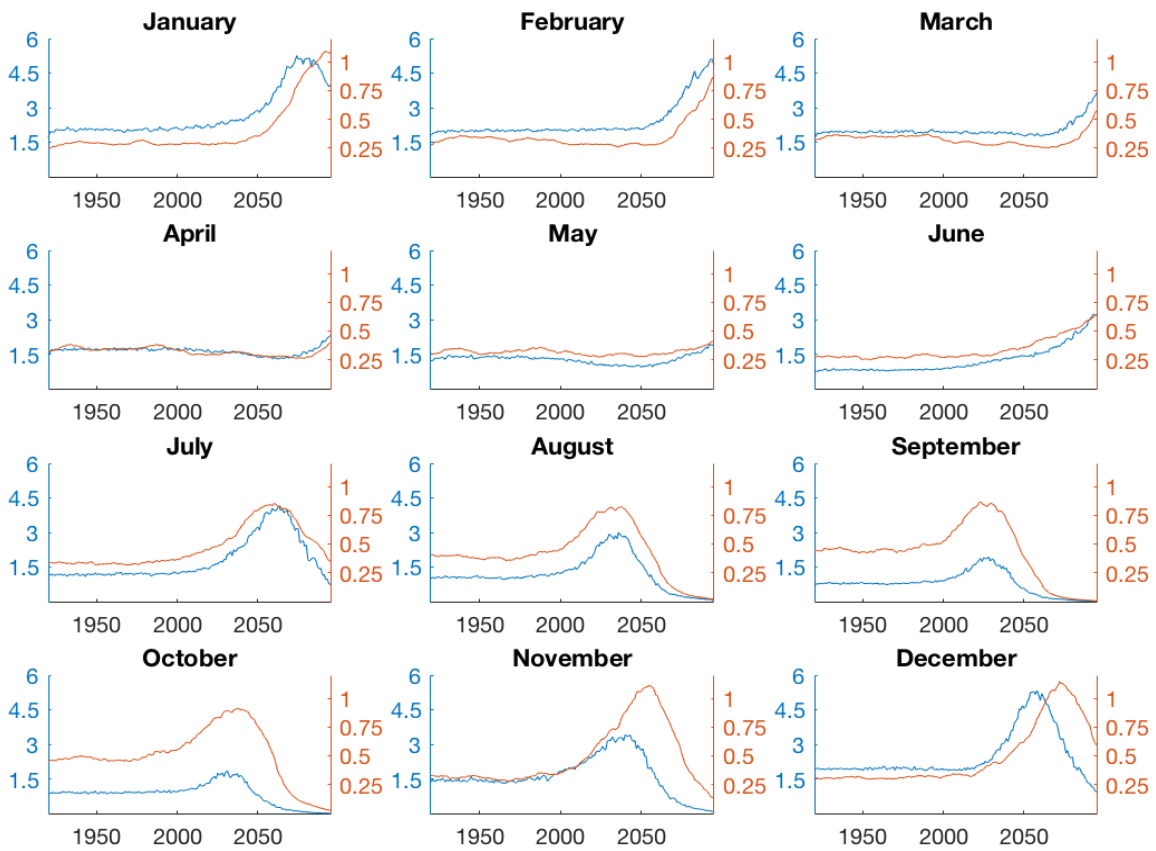 January February March
6 6 6
4.5 1 4.5 1 4.5 1
0.75 0.75 0.75
3 3 3
0.5 0.5 0.5
1.5 0.25 1.5 0.25 1.5 0.25
1950 2000 2050 1950 2000 2050 1950 2000 2050
April May June
6 6 6
4.5 1 4.5 1 4.5 1
0.75 0.75 0.75
3 3 3
0.5 0.5 0.5
1.5 0.25 1.5 0.25 1.5 0.25
1950 2000 2050 1950 2000 2050 1950 2000 2050
July August September
6 6 6
4.5 1 4.5 1 4.5 1
0.75 0.75 0.75
3 3 3
0.5 0.5 0.5
1.5 0.25 1.5 0.25 1.5 0.25
1950 2000 2050 1950 2000 2050 1950 2000 2050
October November December
6 6 6
4.5 1 4.5 1 4.5 1
0.75 0.75 0.75
3 3 3
0.5 0.5 0.5
1.5 0.25 1.5 0.25 1.5 0.25
1950 2000 2050 1950 2000 2050 1950 2000 2050